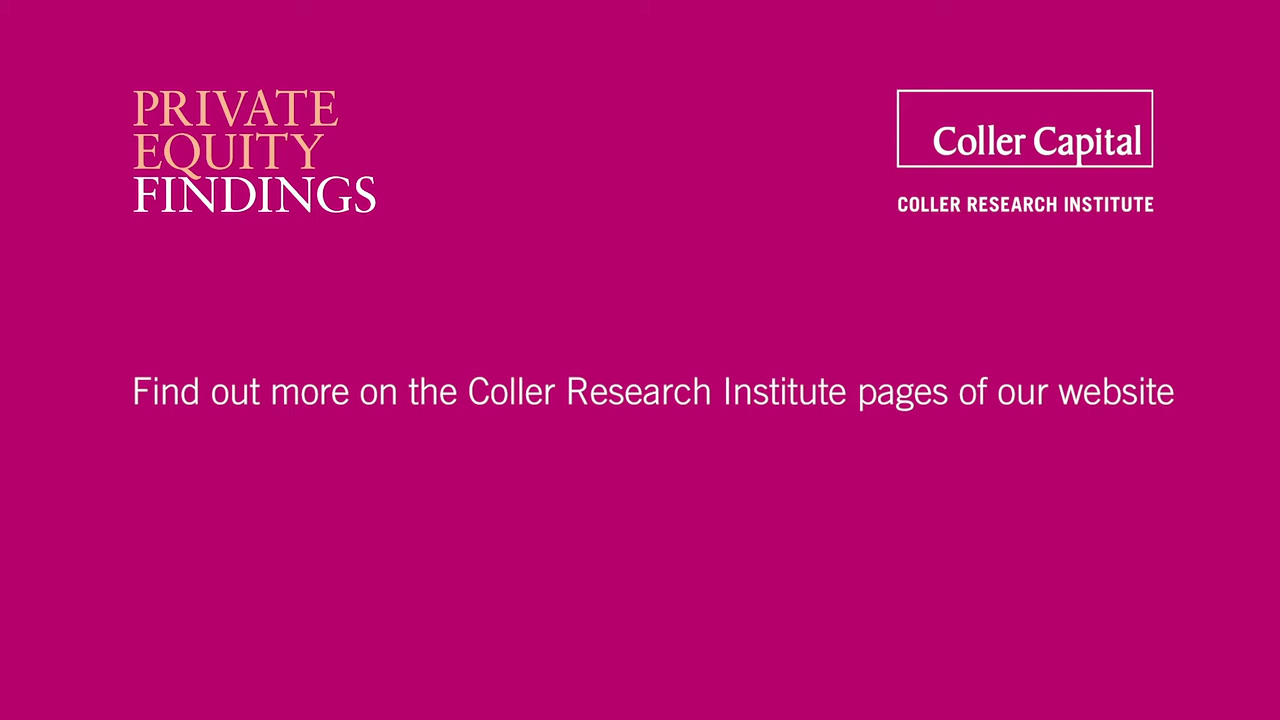 PRIVATE
EQUITY
FINDINGS
Coller Capital
COLLER RESEARCH INSTITUTE
Find out more on the Coller Research Institute pages of our website